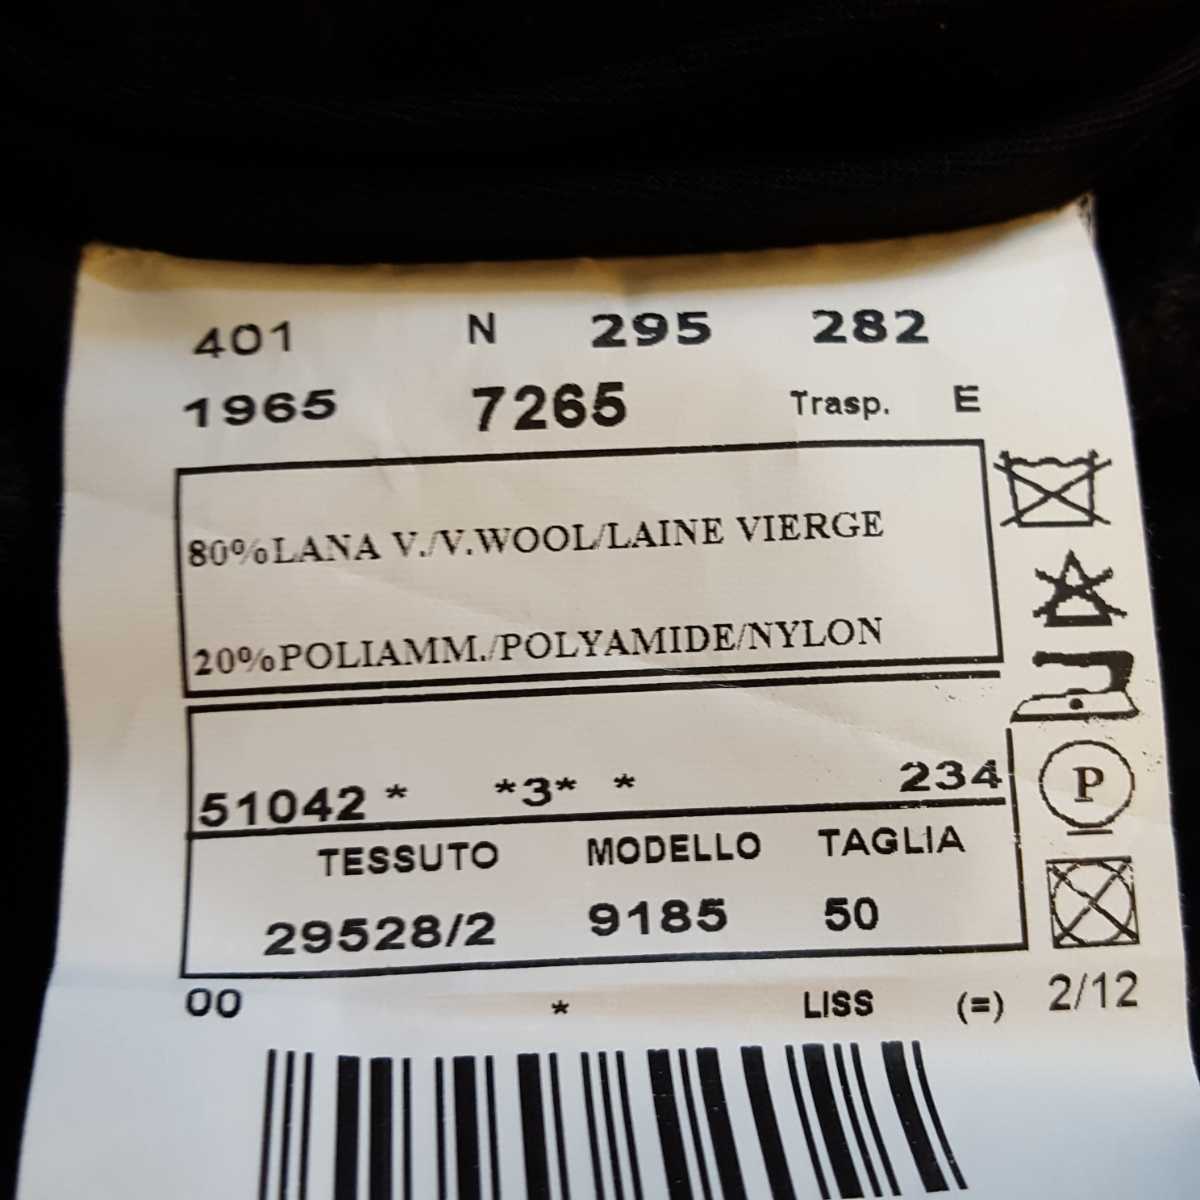 401 N 295 282
1965 7265 Trasp. E
80%LANA V./V.WOOL/LAINE VIERGE
20%POLIAMM./POLYAMIDE/NYLON
51042 * *3* * 234
P
TESSUTO MODELLO TAGLIA
29528/2 9185 50
00 * LISS (=) 2/12